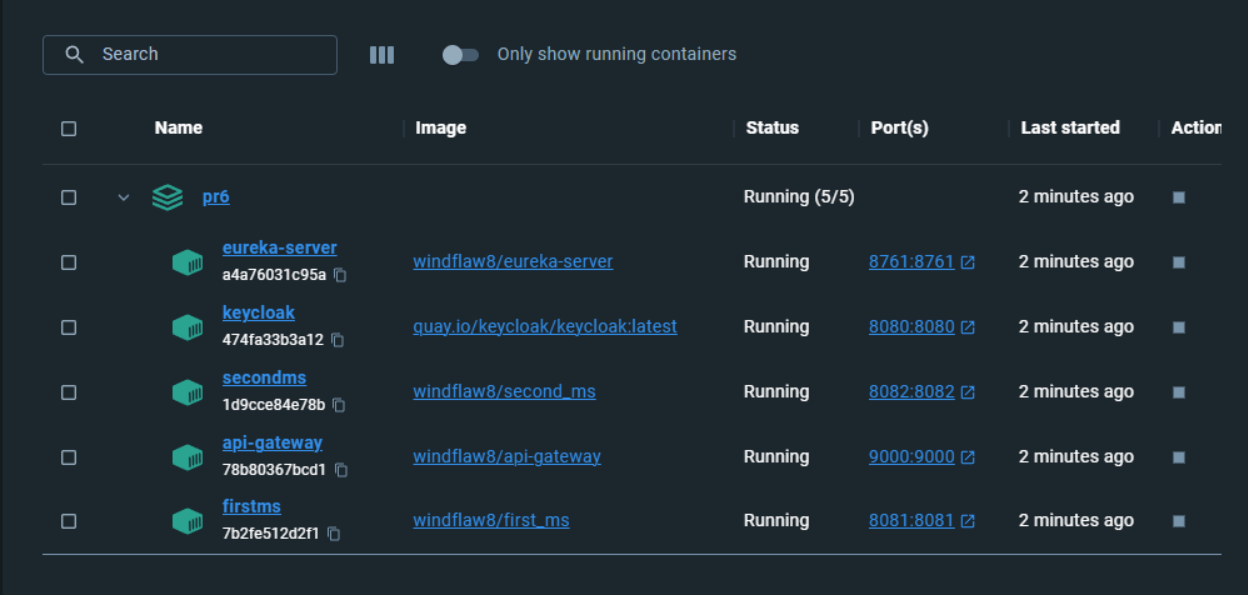 Search
Only show running containers
Name Image Status Port(s) Last started Action
pr6 Running (5/5) 2 minutes ago
eureka-server
a4a76031c95a windflaw8/eureka-server Running 8761:8761 2 minutes ago
keycloak
474fa33b3a12 quay.io/keycloak/keycloak:latest Running 8080:8080 2 minutes ago
secondms
1d9cce84e78b windflaw8/second_ms Running 8082:8082 2 minutes ago
api-gateway
78b80367bcd1 windflaw8/api-gateway Running 9000:9000 2 minutes ago
firstms
7b2fe512d2f1 windflaw8/first_ms Running 8081:8081 2 minutes ago